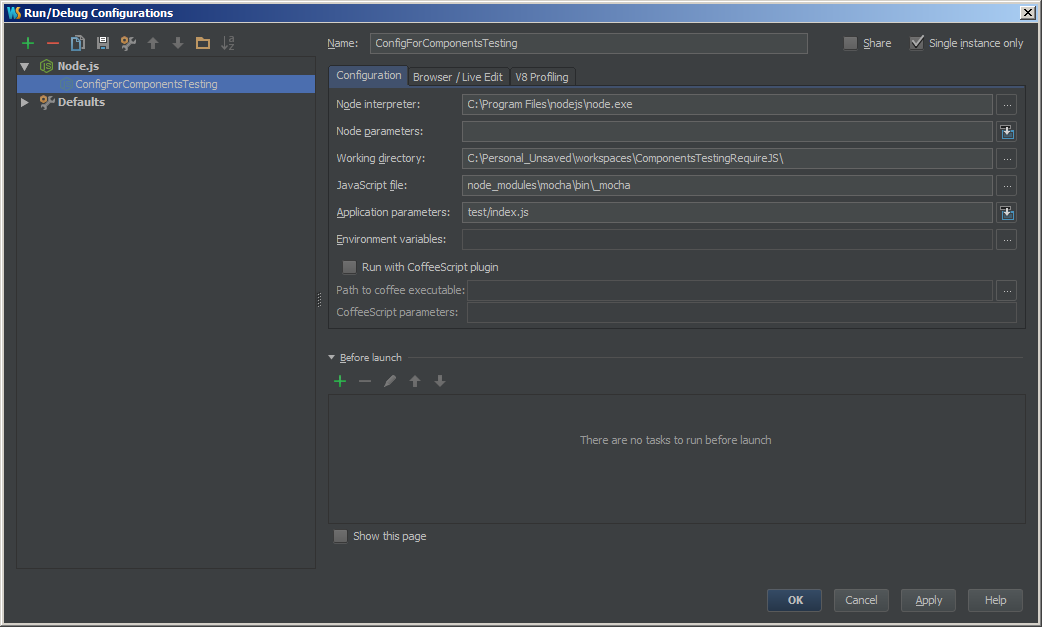 WS Run/Debug Configurations
Name: ConfigForComponentsTesting Share Single instance only
Node.js
ConfigForComponentsTesting
Defaults
Configuration Browser / Live Edit V8 Profiling
Node interpreter: C:\Program Files\nodejs\node.exe ...
Node parameters:
Working directory: C:\Personal_Unsaved\workspaces\ComponentsTestingRequireJS\ ...
JavaScript file: node_modules\mocha\bin\_mocha ...
Application parameters: test/index.js
Environment variables: ...
Run with CoffeeScript plugin
Path to coffee executable: ...
CoffeeScript parameters:
Before launch
There are no tasks to run before launch
Show this page
OK Cancel Apply Help